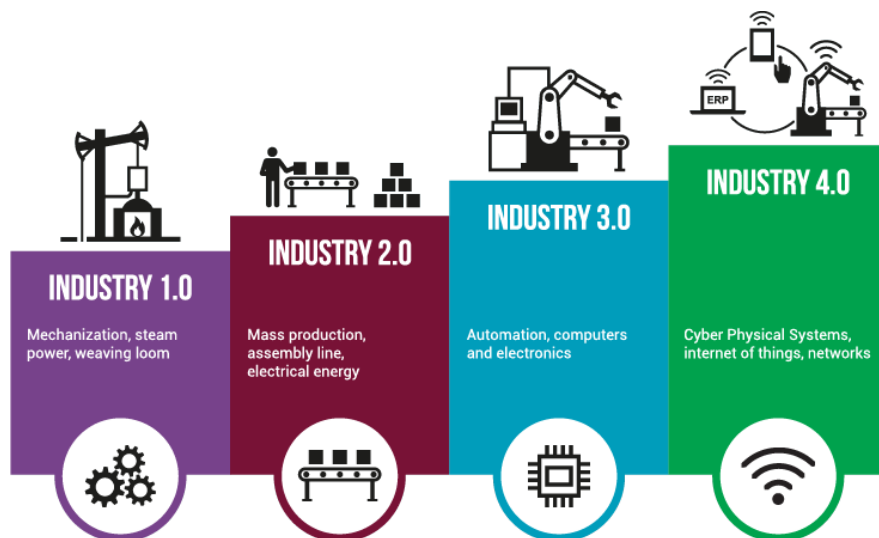 ERP
INDUSTRY 1.0
Mechanization, steam
power, weaving loom
INDUSTRY 2.0
Mass production,
assembly line,
electrical energy
INDUSTRY 3.0
Automation, computers
and electronics
INDUSTRY 4.0
Cyber Physical Systems,
internet of things, networks